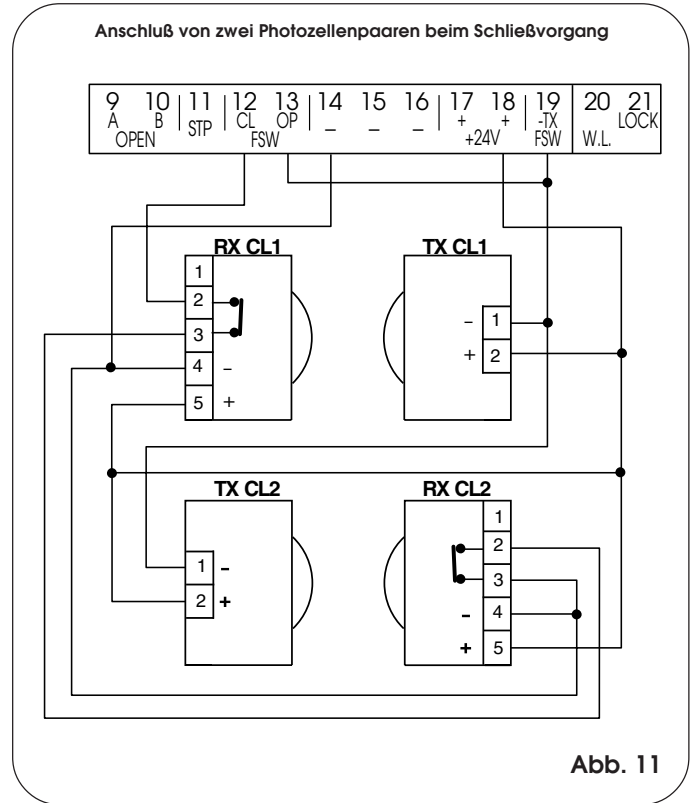 Anschluß von zwei Photozellenpaaren beim Schließvorgang
9 10 11 12 13 14 15 16 17 18 19 20 21
A B STP CL OP – – – + + -TX LOCK
OPEN FSW +24V FSW W.L.
RX CL1 TX CL1
1
2
3
4 –
5 +
– 1
+ 2
TX CL2 RX CL2
1 -
2 +
1
2
3
- 4
+ 5
Abb. 11